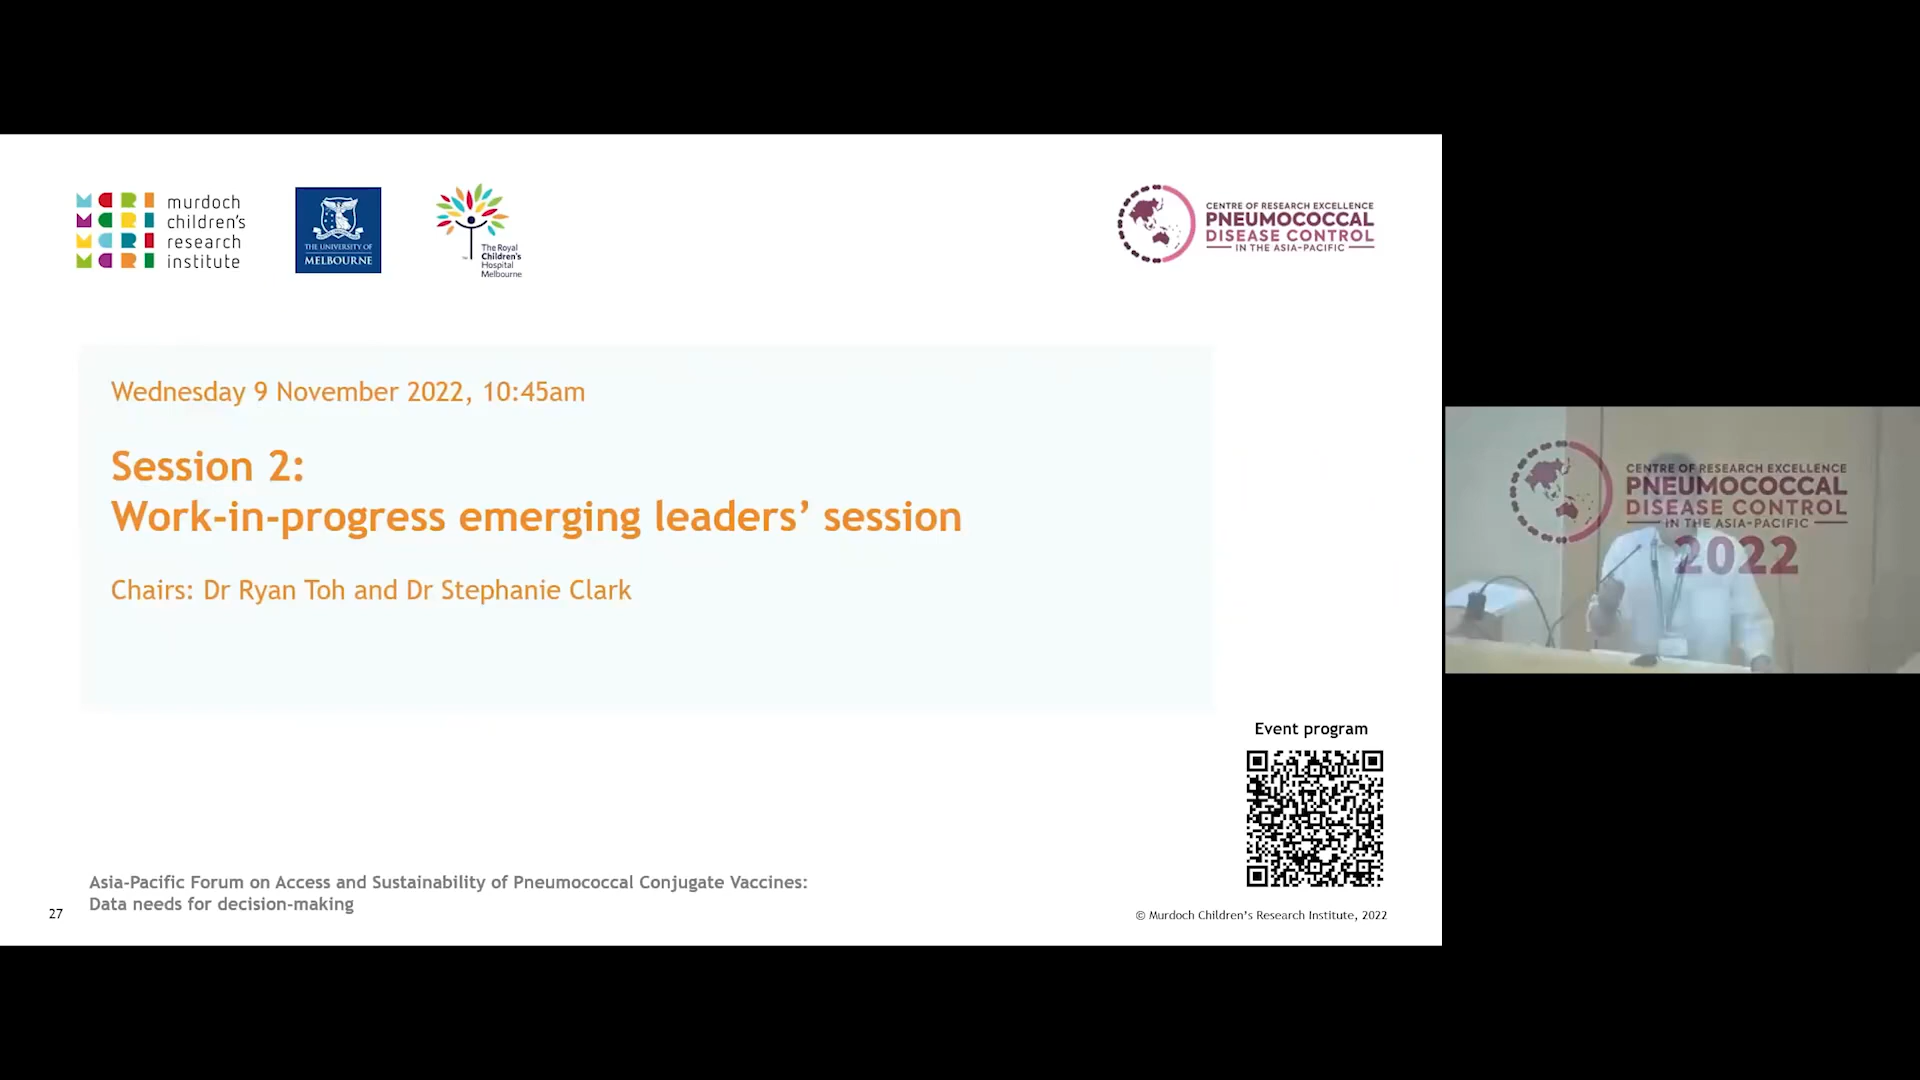 MCRI murdoch
MCRI children's
MCRI research
MCRI institute
THE UNIVERSITY OF
MELBOURNE
The Royal
Children's
Hospital
Melbourne
CENTRE OF RESEARCH EXCELLENCE
PNEUMOCOCCAL
DISEASE CONTROL
IN THE ASIA-PACIFIC
Wednesday 9 November 2022, 10:45am
Session 2:
Work-in-progress emerging leaders’ session
Chairs: Dr Ryan Toh and Dr Stephanie Clark
CENTRE OF RESEARCH EXCELLENCE
PNEUMOCOCCAL
DISEASE CONTROL
IN THE ASIA-PACIFIC
2022
Event program
Asia-Pacific Forum on Access and Sustainability of Pneumococcal Conjugate Vaccines:
Data needs for decision-making
27
© Murdoch Children’s Research Institute, 2022